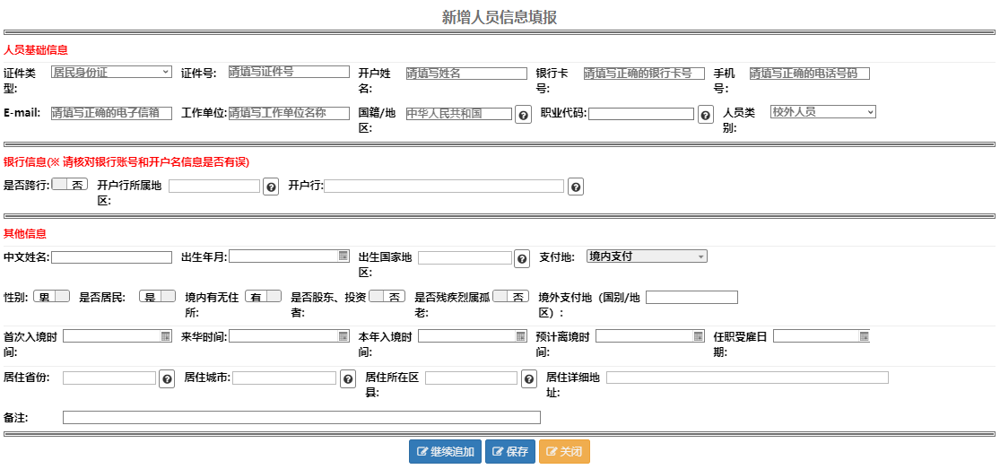 新增人员信息填报
人员基础信息
证件类型: 居民身份证 证件号: 请填写证件号 开户姓名: 请填写姓名 银行卡号: 请填写正确的银行卡号 手机号: 请填写正确的电话号码
E-mail: 请填写正确的电子信箱 工作单位: 请填写工作单位名称 国籍/地区: 中华人民共和国 职业代码: 人员类别: 校外人员
银行信息(※ 请核对银行账号和开户名信息是否有误)
是否跨行: 否 开户行所属地区: 开户行:
其他信息
中文姓名: 出生年月: 出生国家地区: 支付地: 境内支付
性别: 男 是否居民: 是 境内有无住所: 有 是否股东、投资者: 否 是否残疾烈属孤老: 否 境外支付地（国别/地区）:
首次入境时间: 来华时间: 本年入境时间: 预计离境时间: 任职受雇日期:
居住省份: 居住城市: 居住所在区县: 居住详细地址:
备注:
继续追加 保存 关闭